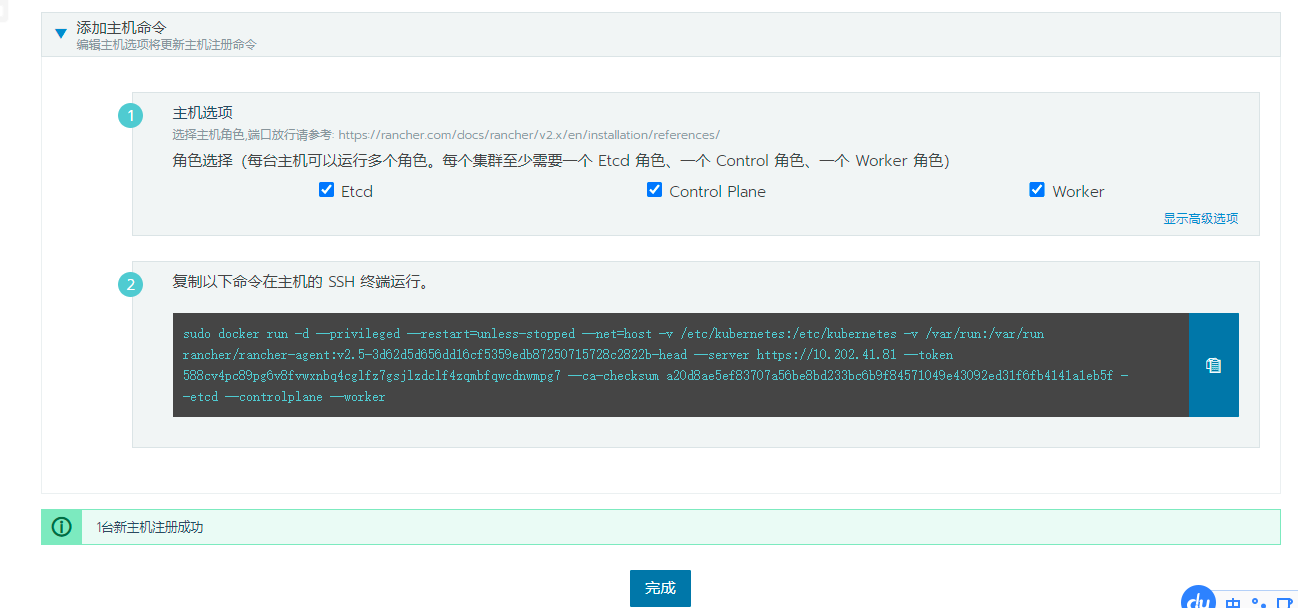 添加主机命令
编辑主机选项将更新主机注册命令
1
主机选项
选择主机角色,端口放行请参考: https://rancher.com/docs/rancher/v2.x/en/installation/references/
角色选择（每台主机可以运行多个角色。每个集群至少需要一个 Etcd 角色、一个 Control 角色、一个 Worker 角色）
Etcd Control Plane Worker
显示高级选项
2
复制以下命令在主机的 SSH 终端运行。
sudo docker run -d --privileged --restart=unless-stopped --net=host -v /etc/kubernetes:/etc/kubernetes -v /var/run:/var/run
rancher/rancher-agent:v2.5-3d62d5d656dd16cf5359edb87250715728c2822b-head --server https://10.202.41.81 --token
588cv4pc89pg6v8fvwxnbq4cglfz7gsjlzdclf4zqmbfqwcdnwmpg7 --ca-checksum a20d8ae5ef83707a56be8bd233bc6b9f84571049e43092ed31f6fb4141a1eb5f -
-etcd --controlplane --worker
1台新主机注册成功
完成
du 中